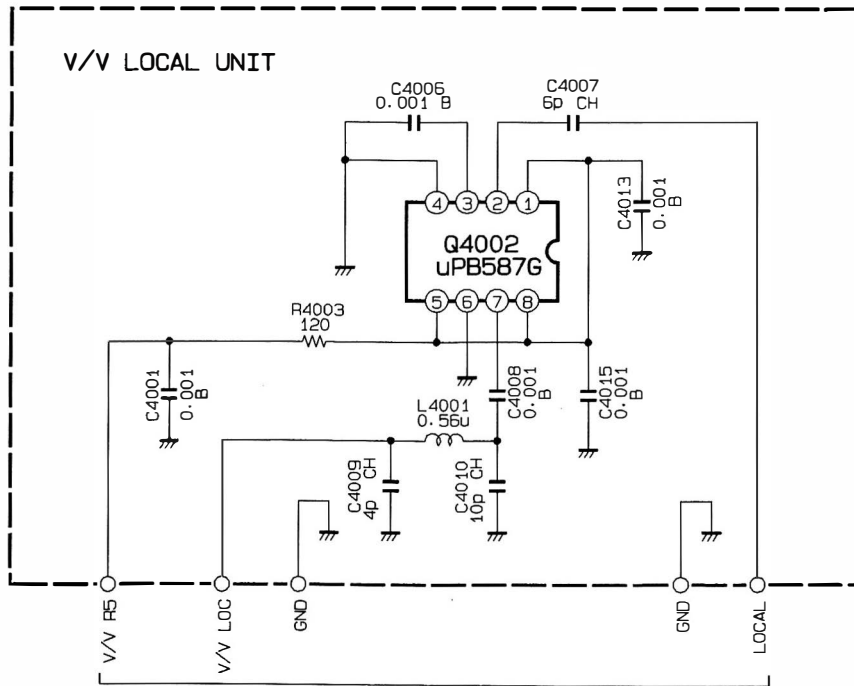 V/V LOCAL UNIT
C4006
0.001 B
C4007
6p CH
C4013
0.001
B
4
3
2
1
Q4002
uPB587G
5
6
7
8
R4003
120
C4001
0.001
B
C4008
0.001
B
C4015
0.001
B
L4001
0.56u
C4009
4p
CH
C4010
10p
CH
V/V R5
V/V LOC
GND
GND
LOCAL